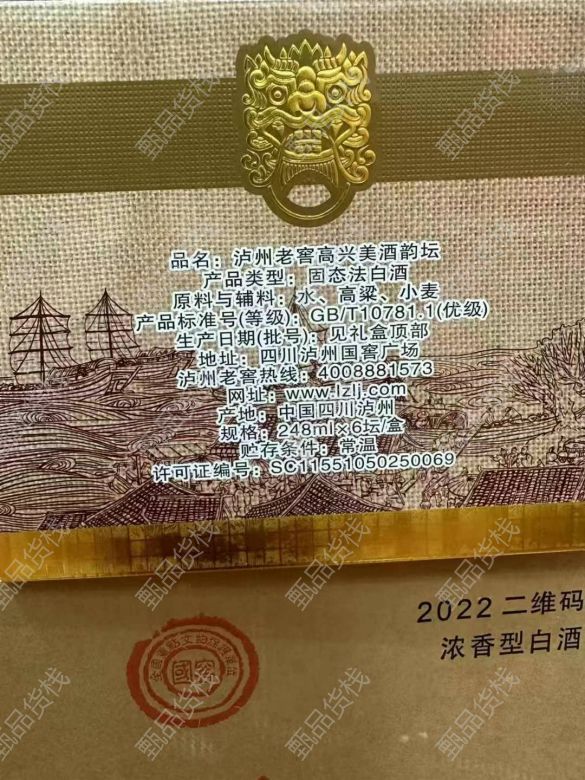 品名：泸州老窖高兴美酒韵坛
产品类型：固态法白酒
原料与辅料：水、高粱、小麦
产品标准号(等级)：GB/T10781.1(优级)
生产日期(批号)：见礼盒顶部
地址：四川泸州国窖广场
泸州老窖热线：4008881573
网址：www.lzlj.com
产地：中国四川泸州
规格：248ml×6坛/盒
贮存条件：常温
许可证编号：SC11551050250069
2022 二维码
浓香型白酒
國窖
甄品货栈